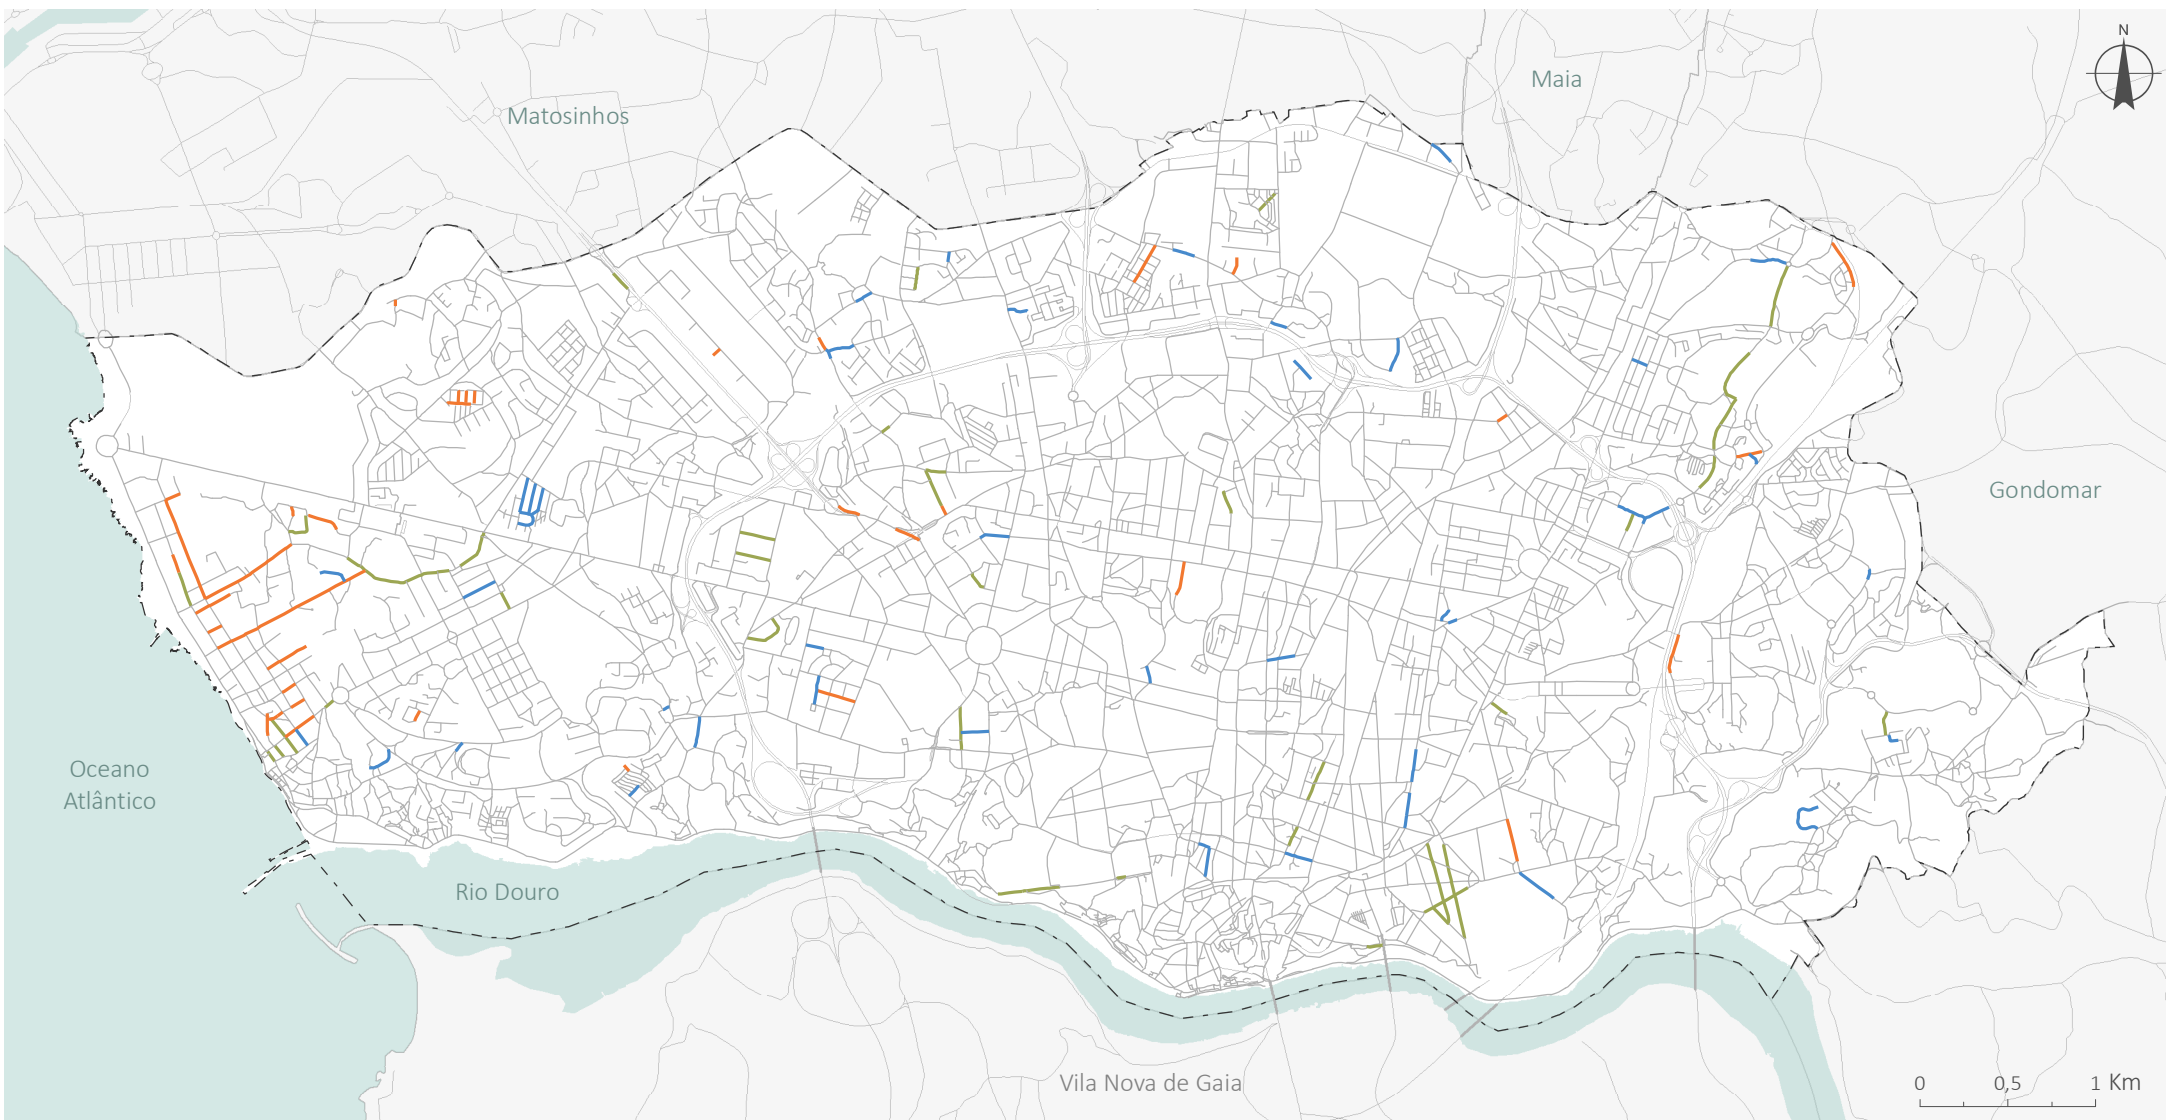 N
Maia
Matosinhos
Gondomar
Oceano
Atlântico
Rio Douro
Vila Nova de Gaia
0 0,5 1 Km